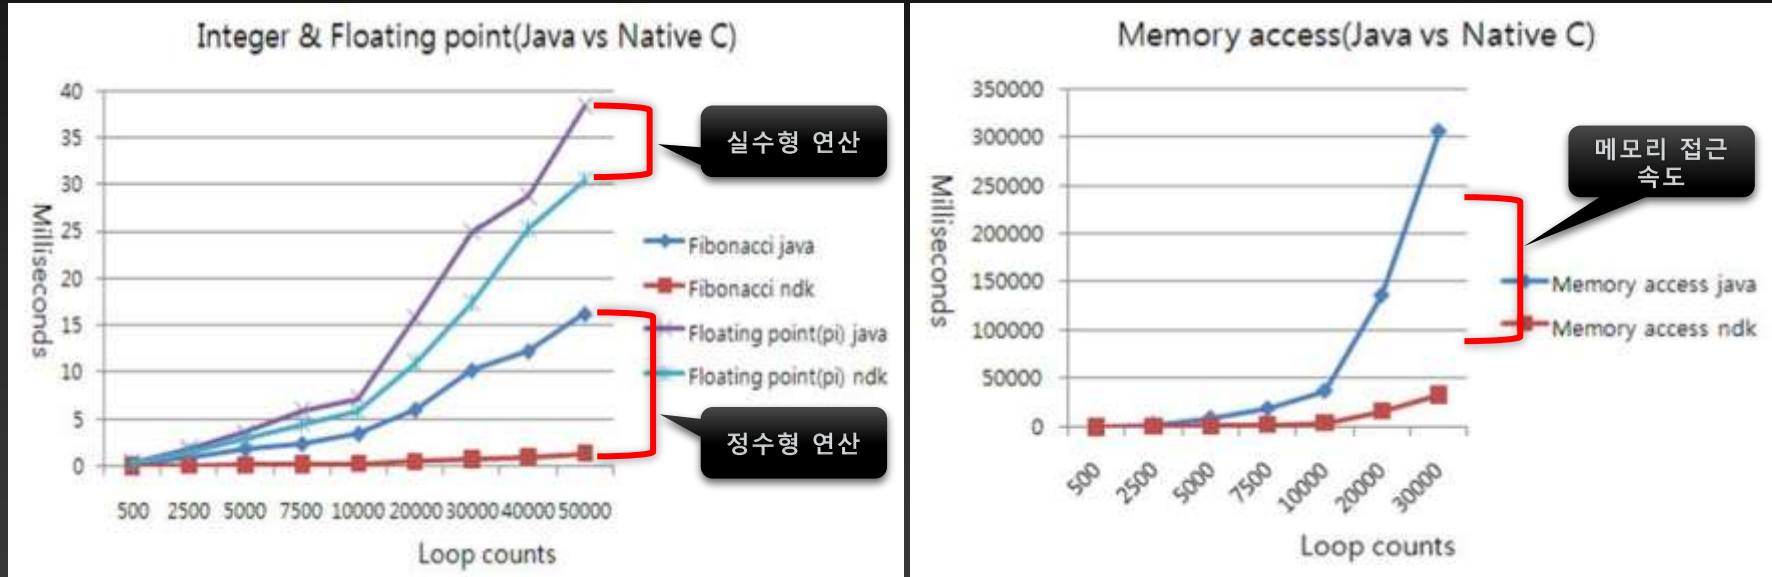 Integer & Floating point(Java vs Native C)
40
35
30
25
20
15
10
5
0
Milliseconds
500 2500 5000 7500 10000 20000 30000 40000 50000
Loop counts
Fibonacci java
Fibonacci ndk
Floating point(pi) java
Floating point(pi) ndk
실수형 연산
정수형 연산
Memory access(Java vs Native C)
350000
300000
250000
200000
150000
100000
50000
0
Milliseconds
500 2500 5000 7500 10000 20000 30000
Loop counts
메모리 접근
속도
Memory access java
Memory access ndk